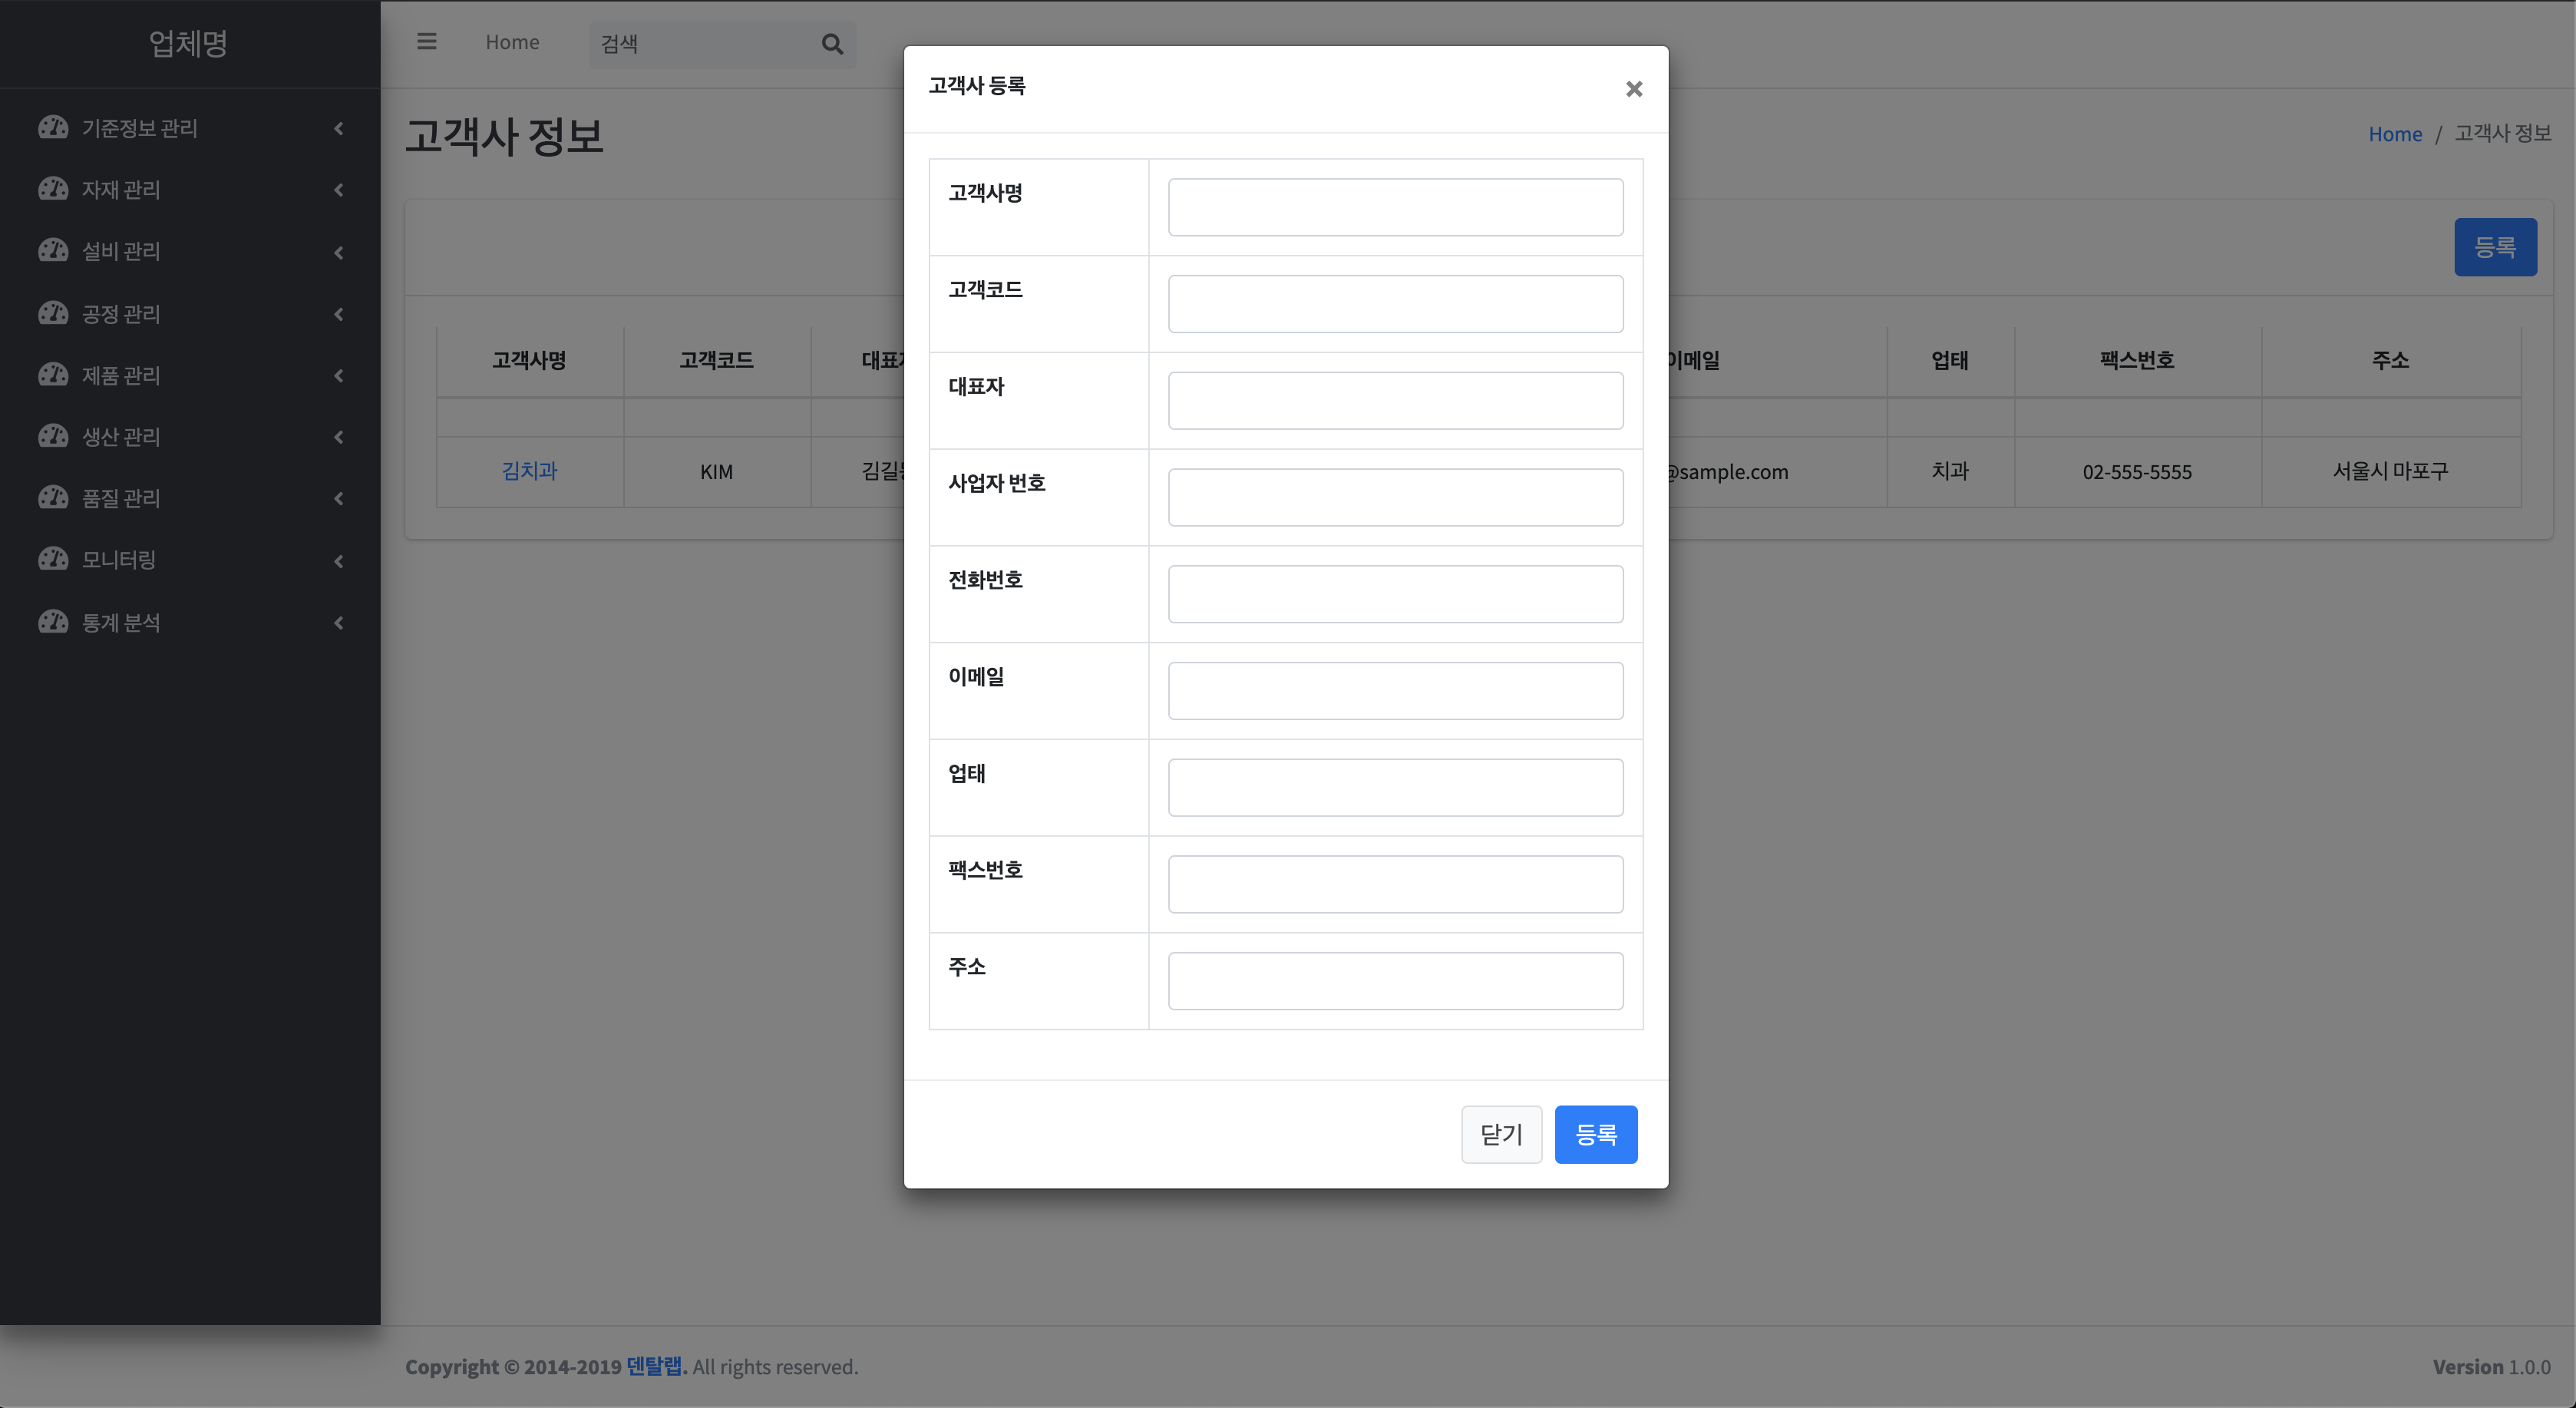 업체명
Home
검색
기준정보 관리
자재 관리
설비 관리
공정 관리
제품 관리
생산 관리
품질 관리
모니터링
통계 분석
고객사 정보
Home / 고객사 정보
등록
고객사명 고객코드 이메일 업태 팩스번호 주소
김치과 KIM @sample.com 치과 02-555-5555 서울시 마포구
고객사 등록
×
고객사명
고객코드
대표자
사업자 번호
전화번호
이메일
업태
팩스번호
주소
닫기 등록
Copyright © 2014-2019 덴탈랩. All rights reserved.
Version 1.0.0